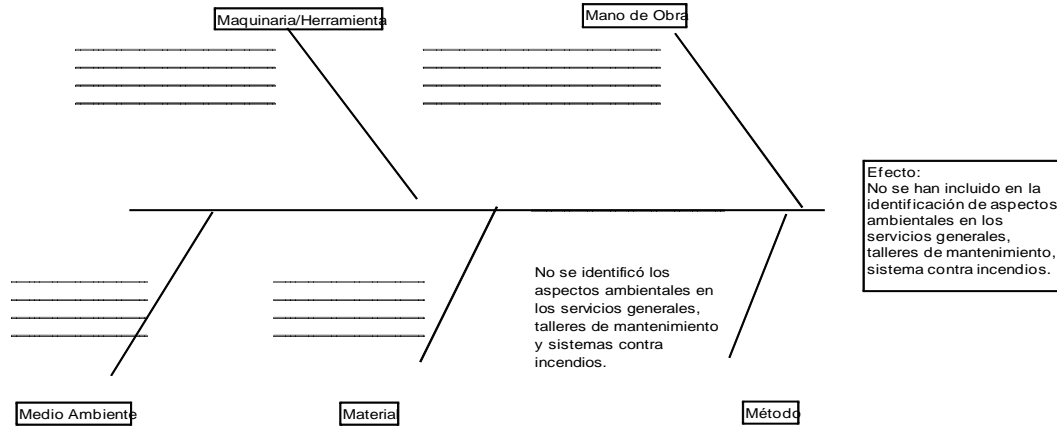 Maquinaria/Herramienta
Mano de Obra
Efecto:
No se han incluido en la
identificación de aspectos
ambientales en los
servicios generales,
talleres de mantenimiento,
sistema contra incendios.
No se identificó los
aspectos ambientales en
los servicios generales,
talleres de mantenimiento
y sistemas contra
incendios.
Medio Ambiente
Material
Método